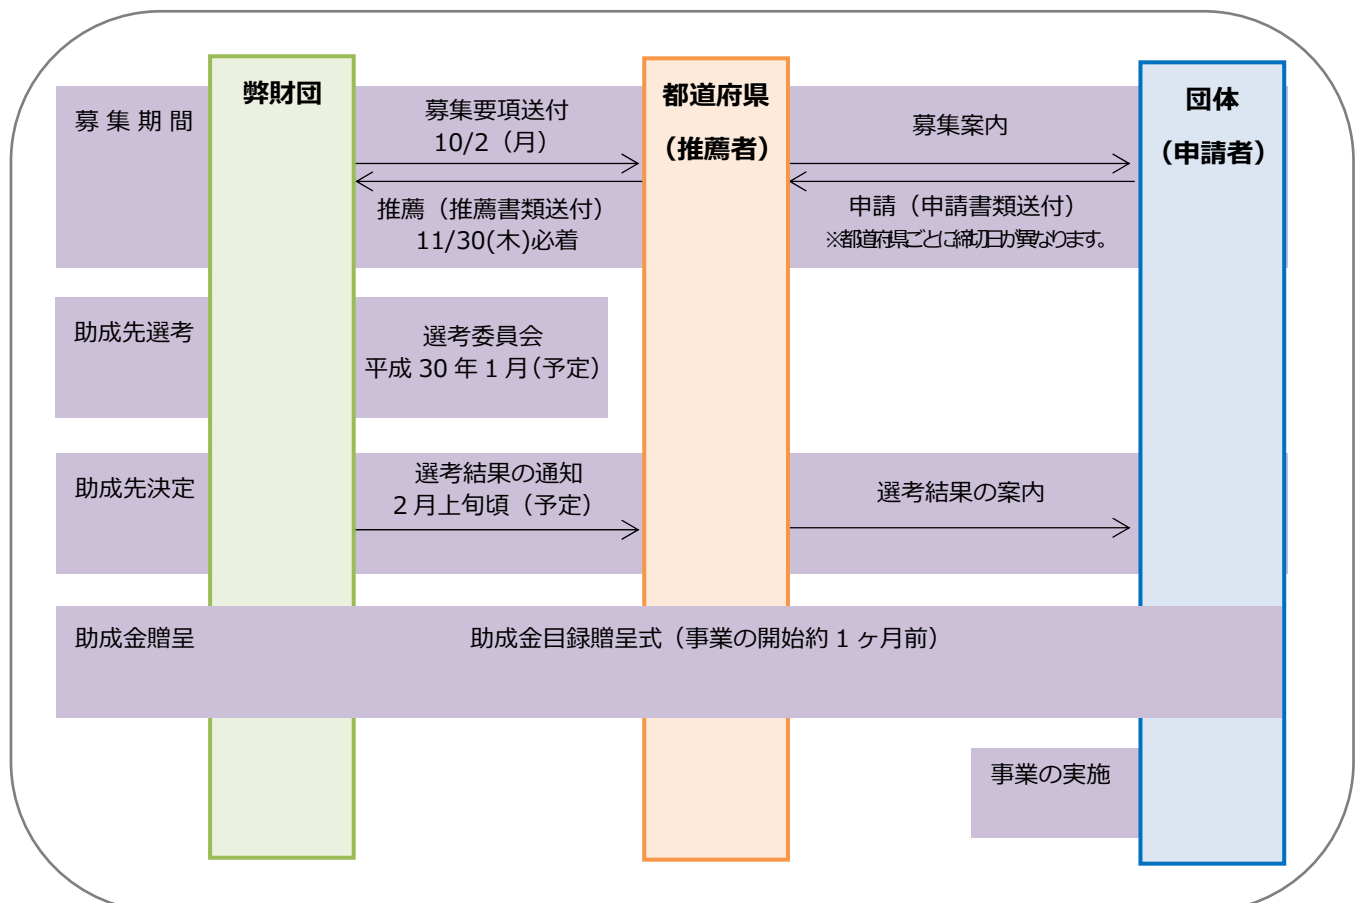 弊財団
都道府県
（推薦者）
団体
（申請者）
募集期間
募集要項送付
10/2（月）
募集案内
推薦（推薦書類送付）
11/30(木)必着
申請（申請書類送付）
※都道府県ごとに締切日が異なります。
助成先選考
選考委員会
平成 30 年 1 月（予定）
助成先決定
選考結果の通知
2 月上旬頃（予定）
選考結果の案内
助成金贈呈
助成金目録贈呈式（事業の開始約 1 ヶ月前）
事業の実施